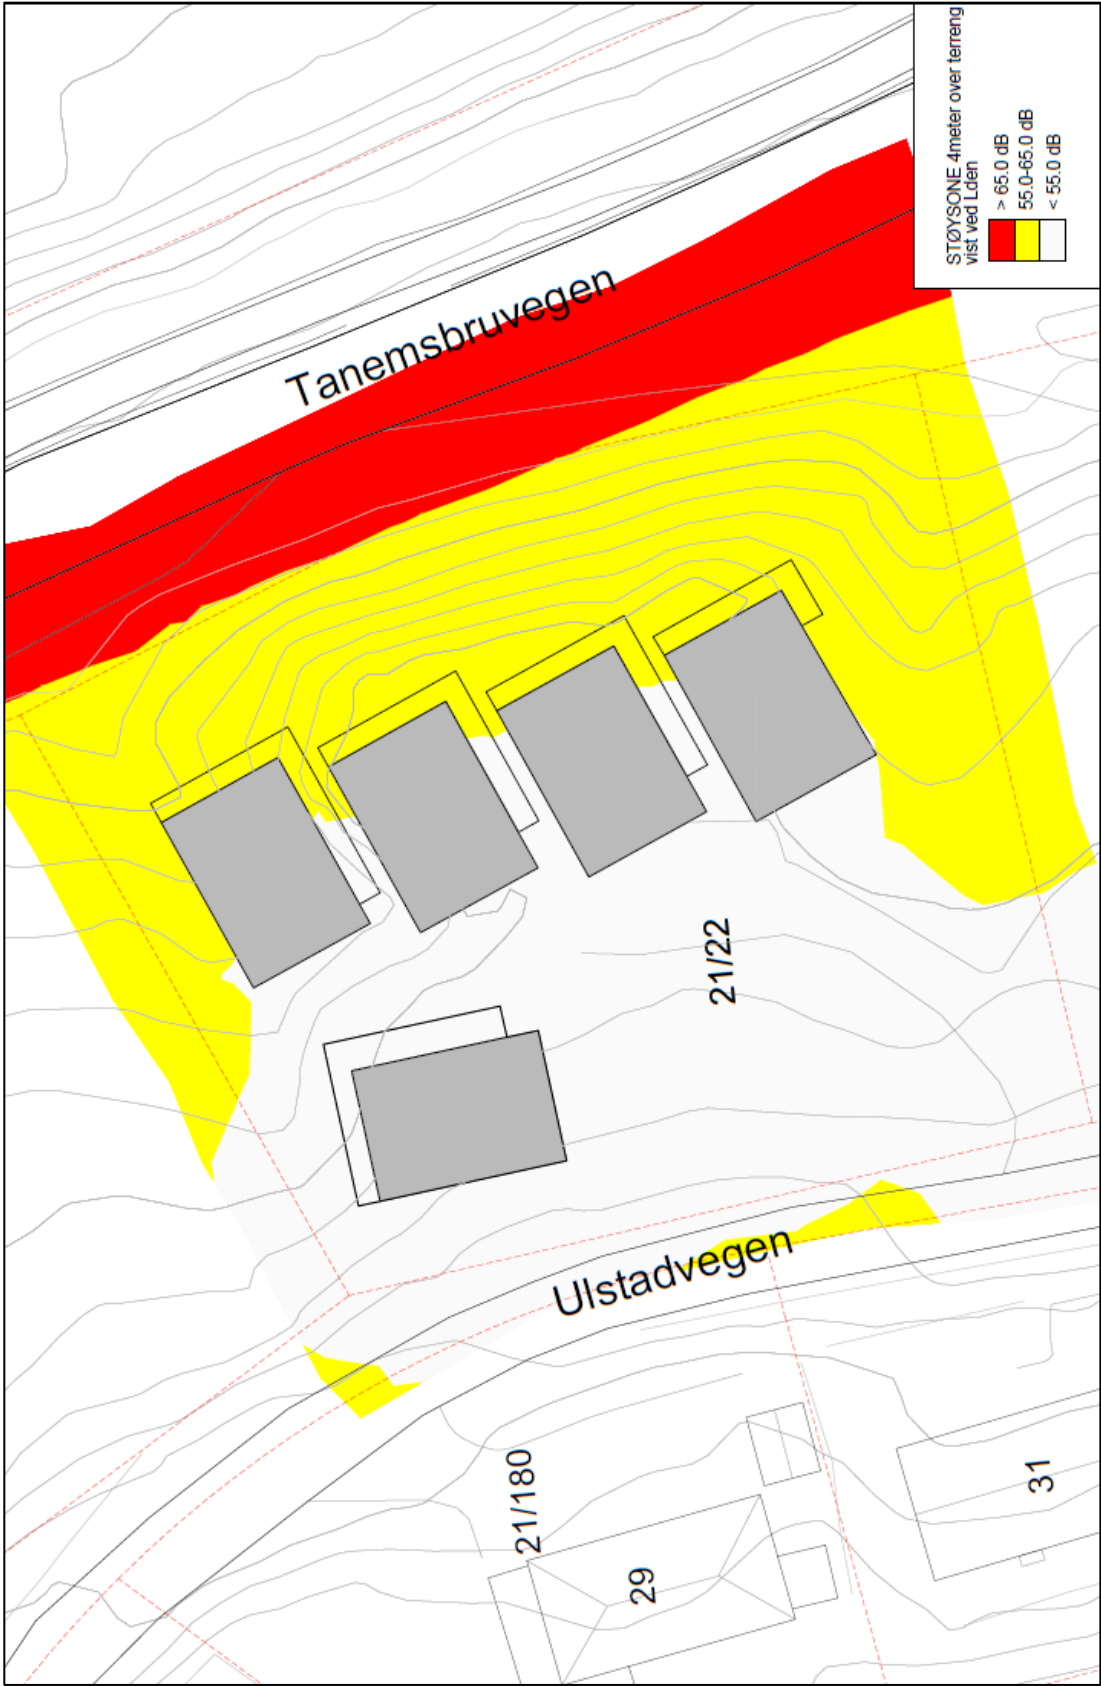 STØYSONE 4meter over terreng
vist ved Lden
> 65.0 dB
55.0-65.0 dB
< 55.0 dB
Tanemsbruvegen
21/22
Ulstadvegen
21/180
29
31